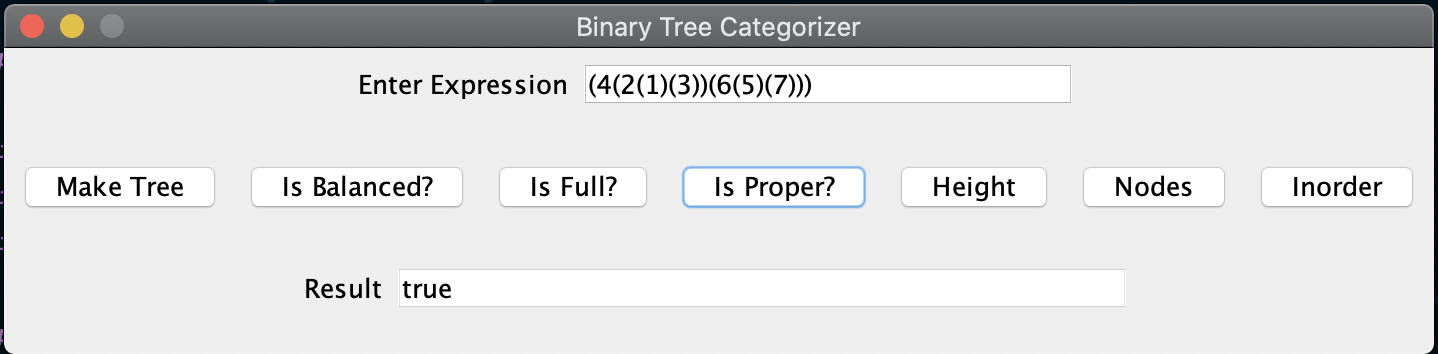 Binary Tree Categorizer
Enter Expression (4(2(1)(3))(6(5)(7)))
Make Tree Is Balanced? Is Full? Is Proper? Height Nodes Inorder
Result true